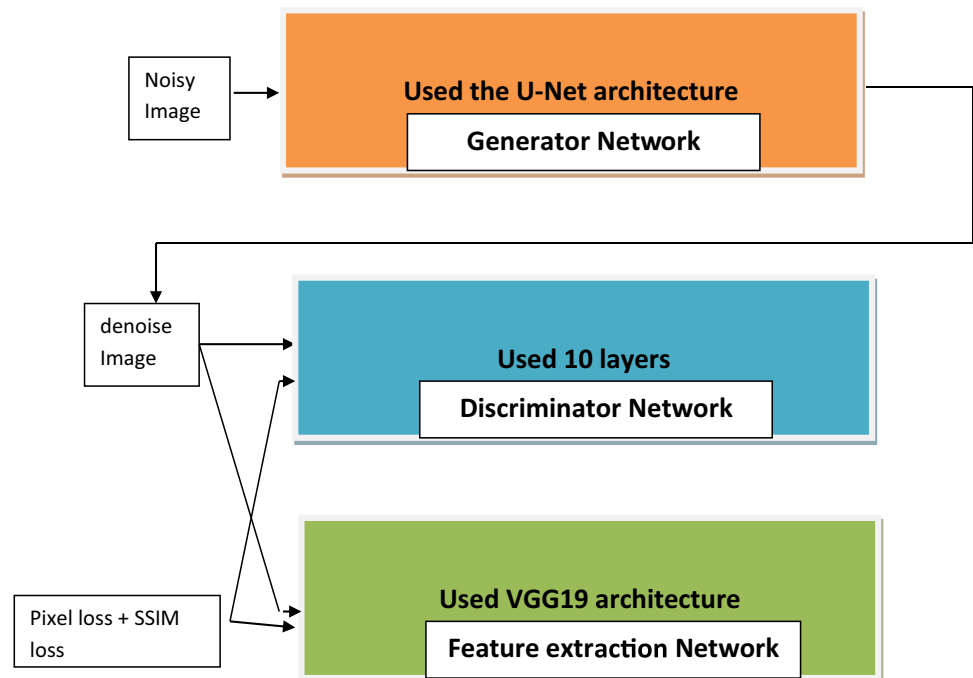 Noisy
Image
Used the U-Net architecture
Generator Network
denoise
Image
Used 10 layers
Discriminator Network
Used VGG19 architecture
Pixel loss + SSIM
loss
Feature extraction Network